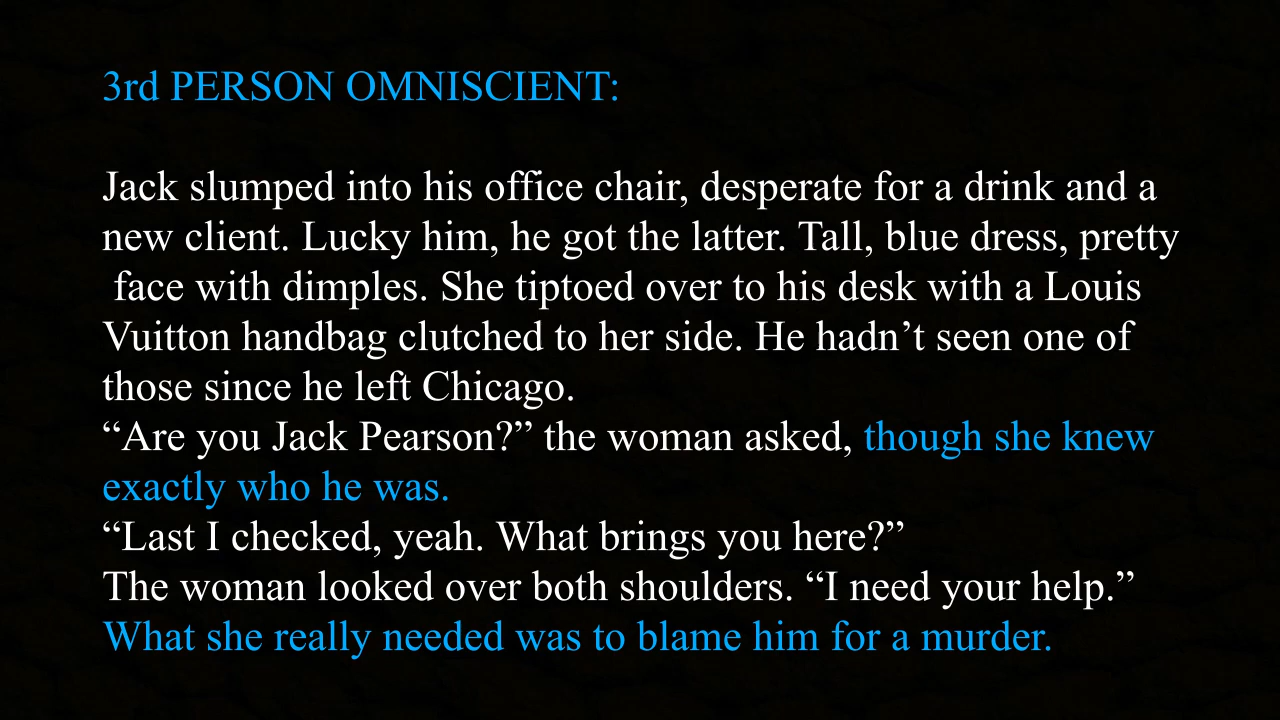 3rd PERSON OMNISCIENT:
Jack slumped into his office chair, desperate for a drink and a
new client. Lucky him, he got the latter. Tall, blue dress, pretty
face with dimples. She tiptoed over to his desk with a Louis
Vuitton handbag clutched to her side. He hadn’t seen one of
those since he left Chicago.
“Are you Jack Pearson?” the woman asked, though she knew
exactly who he was.
“Last I checked, yeah. What brings you here?”
The woman looked over both shoulders. “I need your help.”
What she really needed was to blame him for a murder.